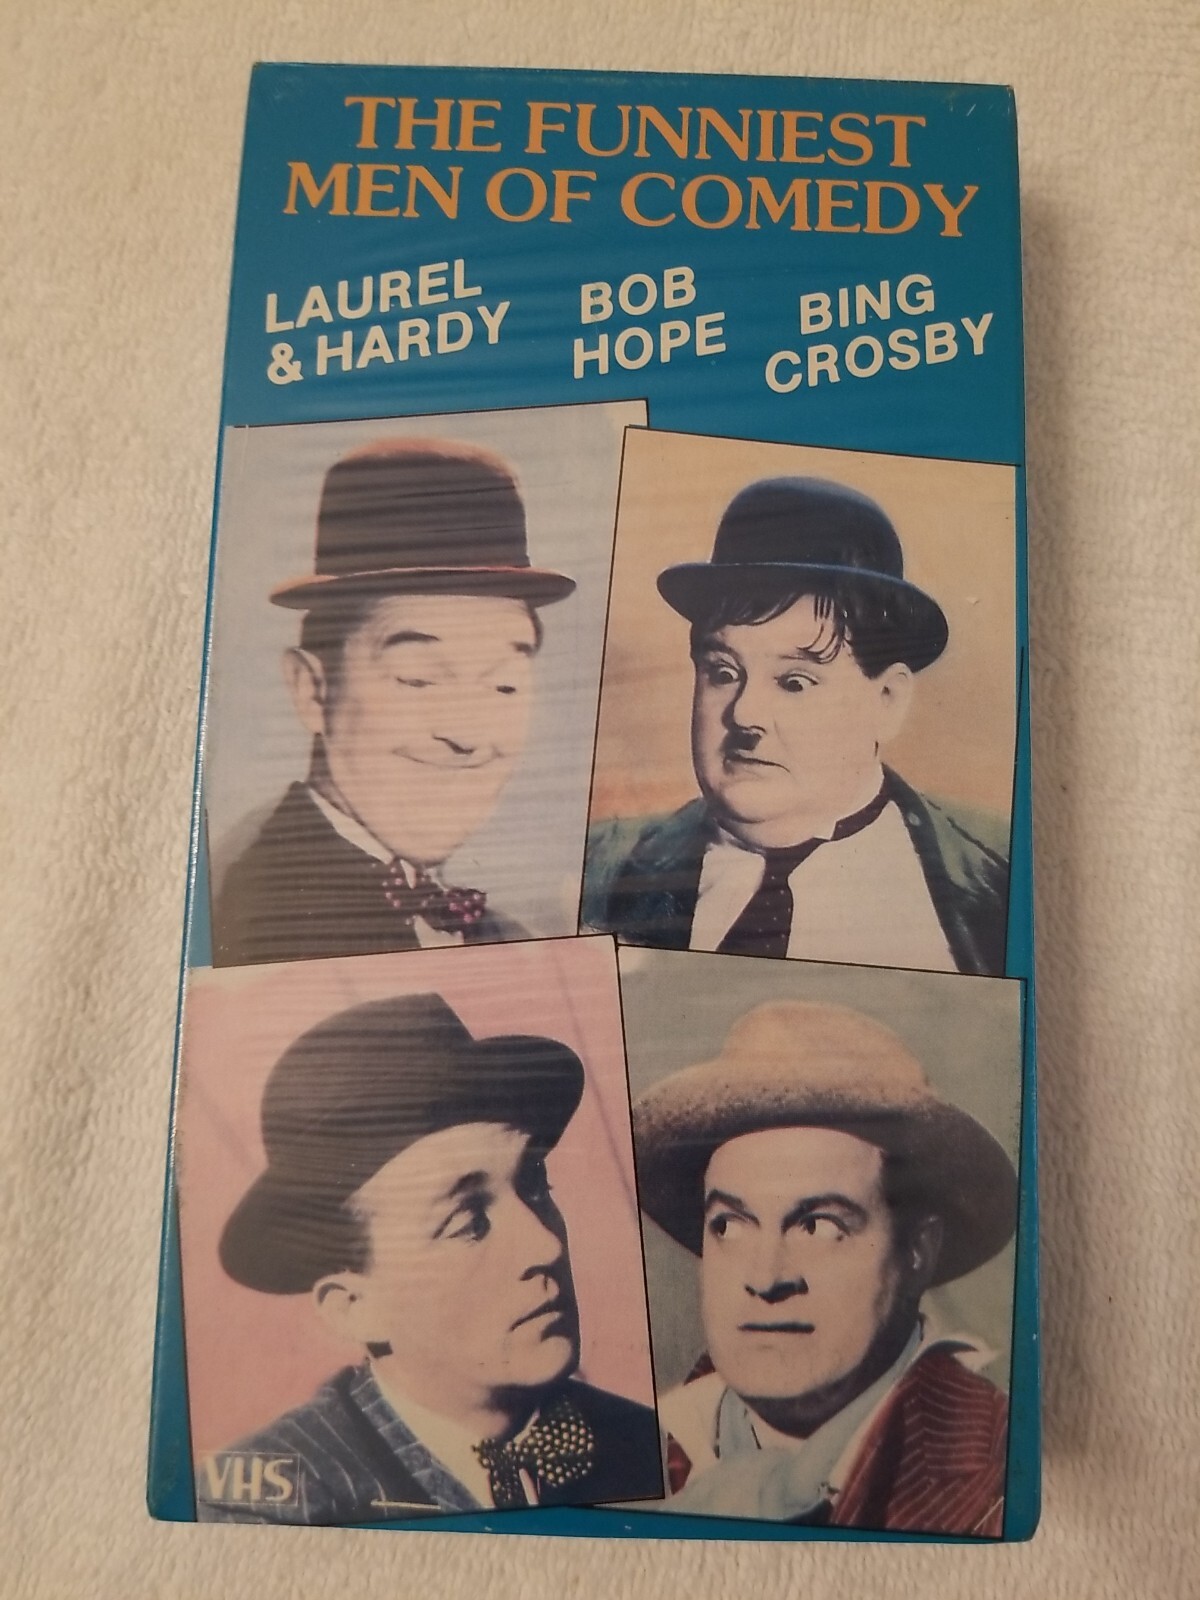 THE FUNNIEST
MEN OF COMEDY
LAUREL
& HARDY
BOB
HOPE
BING
CROSBY
VHS